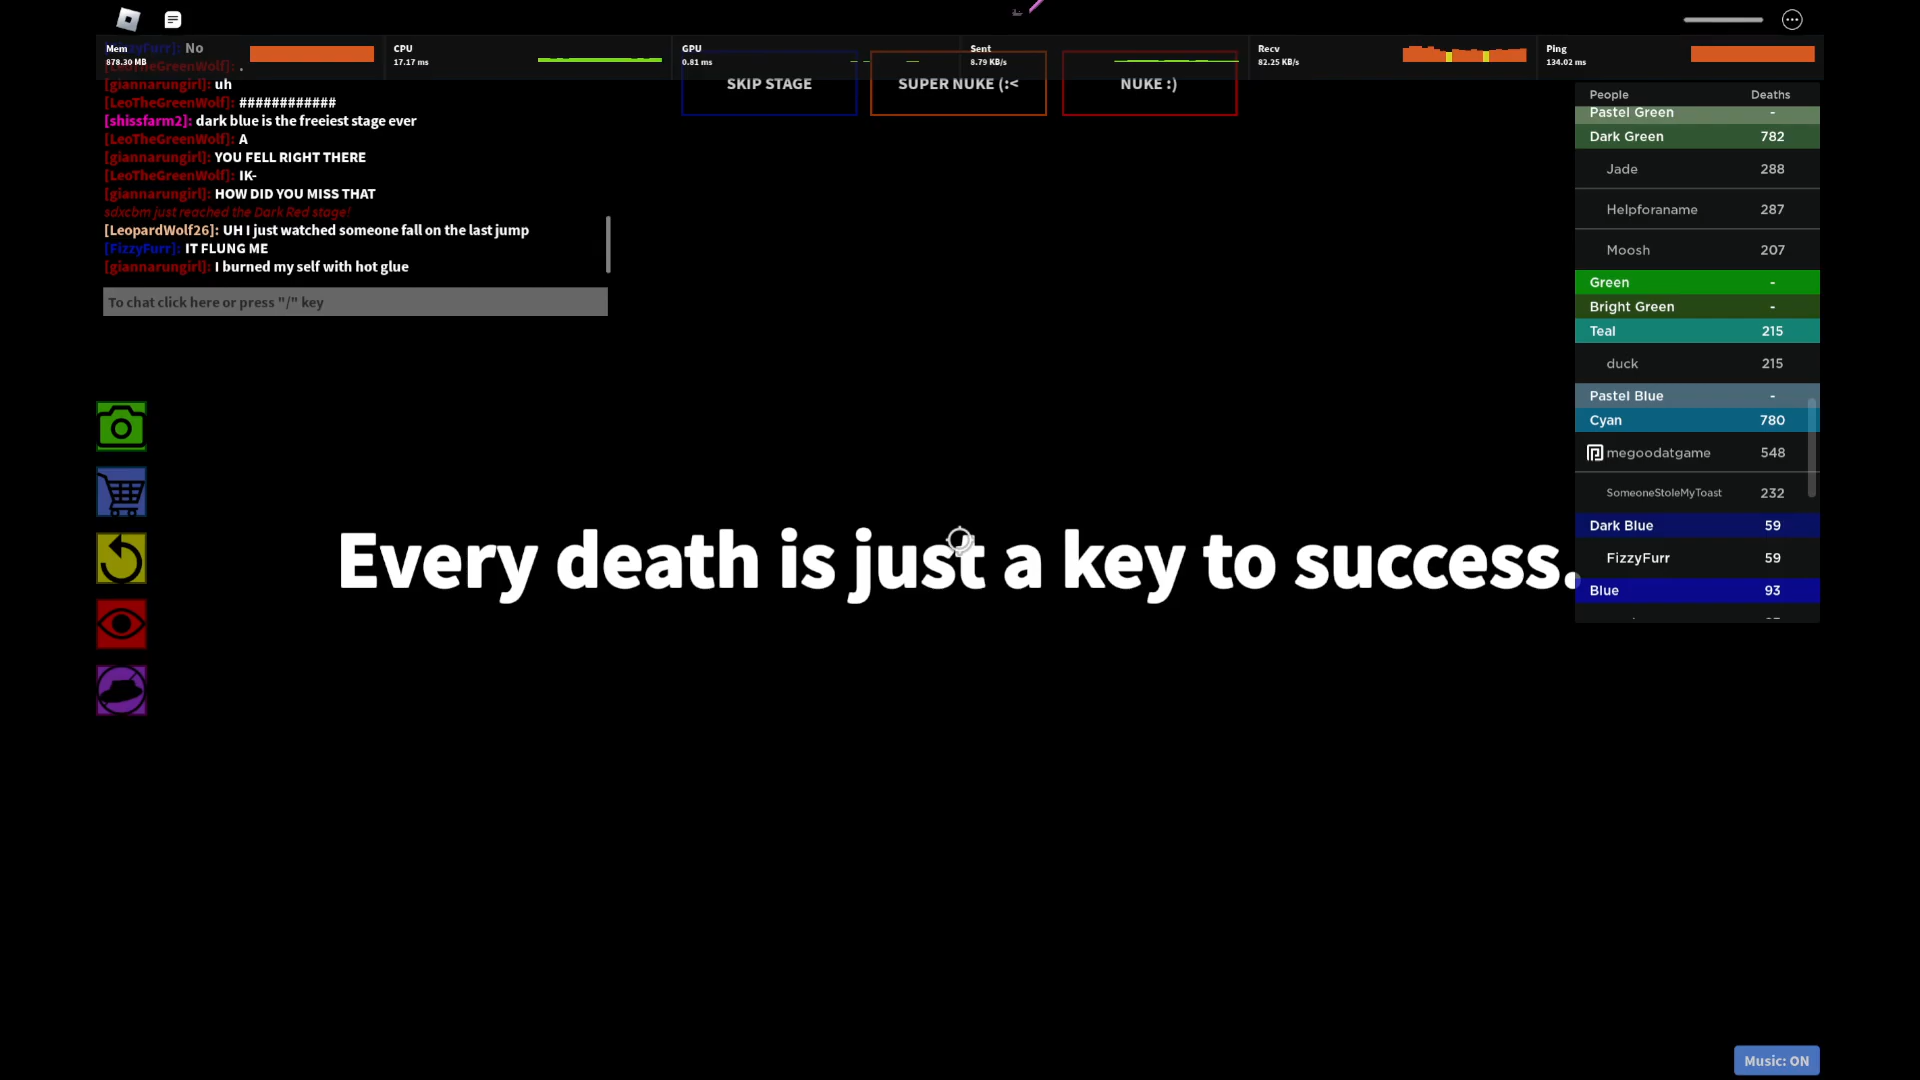 Mem
878.30 MB
CPU
17.17 ms
GPU
0.81 ms
Sent
8.79 KB/s
Recv
82.25 KB/s
Ping
134.02 ms
[FizzyFurr]: No
[LeoTheGreenWolf]: .
[giannarungirl]: uh
[LeoTheGreenWolf]: ############
[shissfarm2]: dark blue is the freeiest stage ever
[LeoTheGreenWolf]: A
[giannarungirl]: YOU FELL RIGHT THERE
[LeoTheGreenWolf]: IK-
[giannarungirl]: HOW DID YOU MISS THAT
sdxcbm just reached the Dark Red stage!
[LeopardWolf26]: UH I just watched someone fall on the last jump
[FizzyFurr]: IT FLUNG ME
[giannarungirl]: I burned my self with hot glue
To chat click here or press "/" key
SKIP STAGE
SUPER NUKE (:<
NUKE :)
People Deaths
Pastel Green -
Dark Green 782
Jade 288
Helpforaname 287
Moosh 207
Green -
Bright Green -
Teal 215
duck 215
Pastel Blue -
Cyan 780
megoodatgame 548
SomeoneStoleMyToast 232
Dark Blue 59
FizzyFurr 59
Blue 93
Every death is just a key to success.
Music: ON